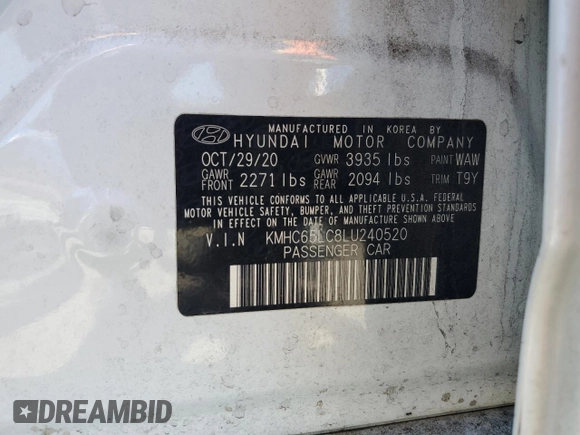 MANUFACTURED IN KOREA BY
HYUNDAI MOTOR COMPANY
OCT/29/20 GVWR 3935 lbs PAINT WAW
GAWR FRONT 2271 lbs GAWR REAR 2094 lbs TRIM T9Y
THIS VEHICLE CONFORMS TO ALL APPLICABLE U.S.A. FEDERAL
MOTOR VEHICLE SAFETY, BUMPER, AND THEFT PREVENTION
STANDARDS IN EFFECT ON THE DATE OF MANUFACTURE SHOWN ABOVE
V.I.N KMHC65LC8LU240520
PASSENGER CAR
DREAMBID